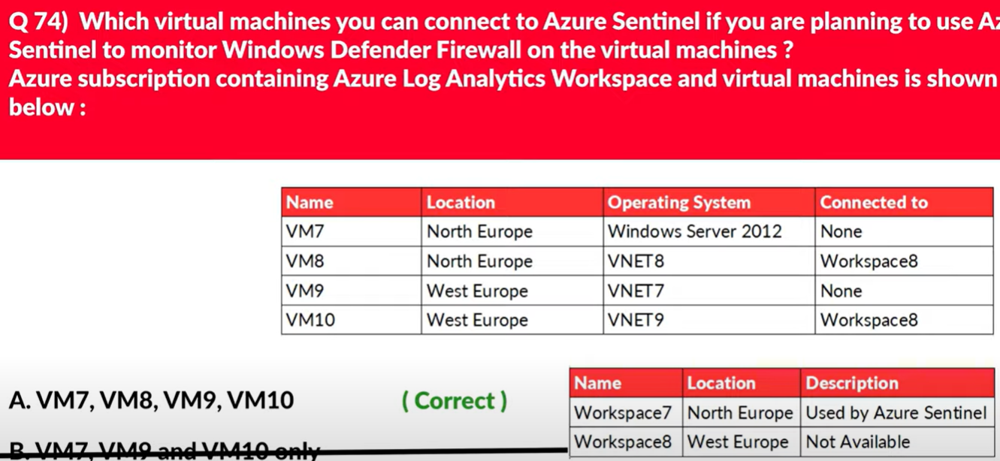 Q 74) Which virtual machines you can connect to Azure Sentinel if you are planning to use Az
Sentinel to monitor Windows Defender Firewall on the virtual machines ?
Azure subscription containing Azure Log Analytics Workspace and virtual machines is shown
below :
Name Location Operating System Connected to
VM7 North Europe Windows Server 2012 None
VM8 North Europe VNET8 Workspace8
VM9 West Europe VNET7 None
VM10 West Europe VNET9 Workspace8
A. VM7, VM8, VM9, VM10 ( Correct )
B. VM7, VM9 and VM10 only
Name Location Description
Workspace7 North Europe Used by Azure Sentinel
Workspace8 West Europe Not Available